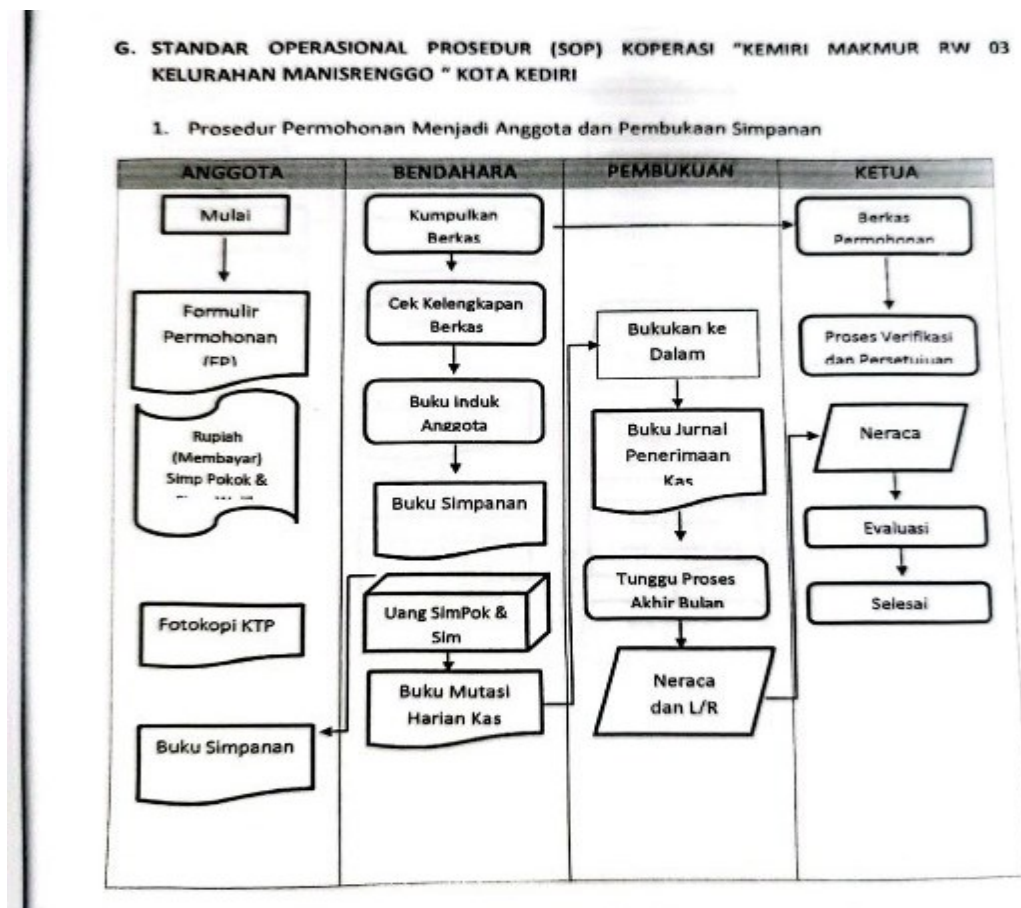 G. STANDAR OPERASIONAL PROSEDUR (SOP) KOPERASI "KEMIRI MAKMUR RW 03
KELURAHAN MANISRENGGO " KOTA KEDIRI
1. Prosedur Permohonan Menjadi Anggota dan Pembukaan Simpanan
ANGGOTA
Mulai
Formulir
Permohonan
(FP)
Rupiah
(Membayar)
Simp Pokok &
Fotokopi KTP
Buku Simpanan
BENDAHARA
Kumpulkan
Berkas
Cek Kelengkapan
Berkas
Buku Induk
Anggota
Buku Simpanan
Uang SimPok &
Sim
Buku Mutasi
Harian Kas
PEMBUKUAN
Bukukan ke
Dalam
Buku Jurnal
Penerimaan
Kas
Tunggu Proses
Akhir Bulan
Neraca
dan L/R
KETUA
Berkas
Permohonan
Proses Verifikasi
dan Persetujuan
Neraca
Evaluasi
Selesai